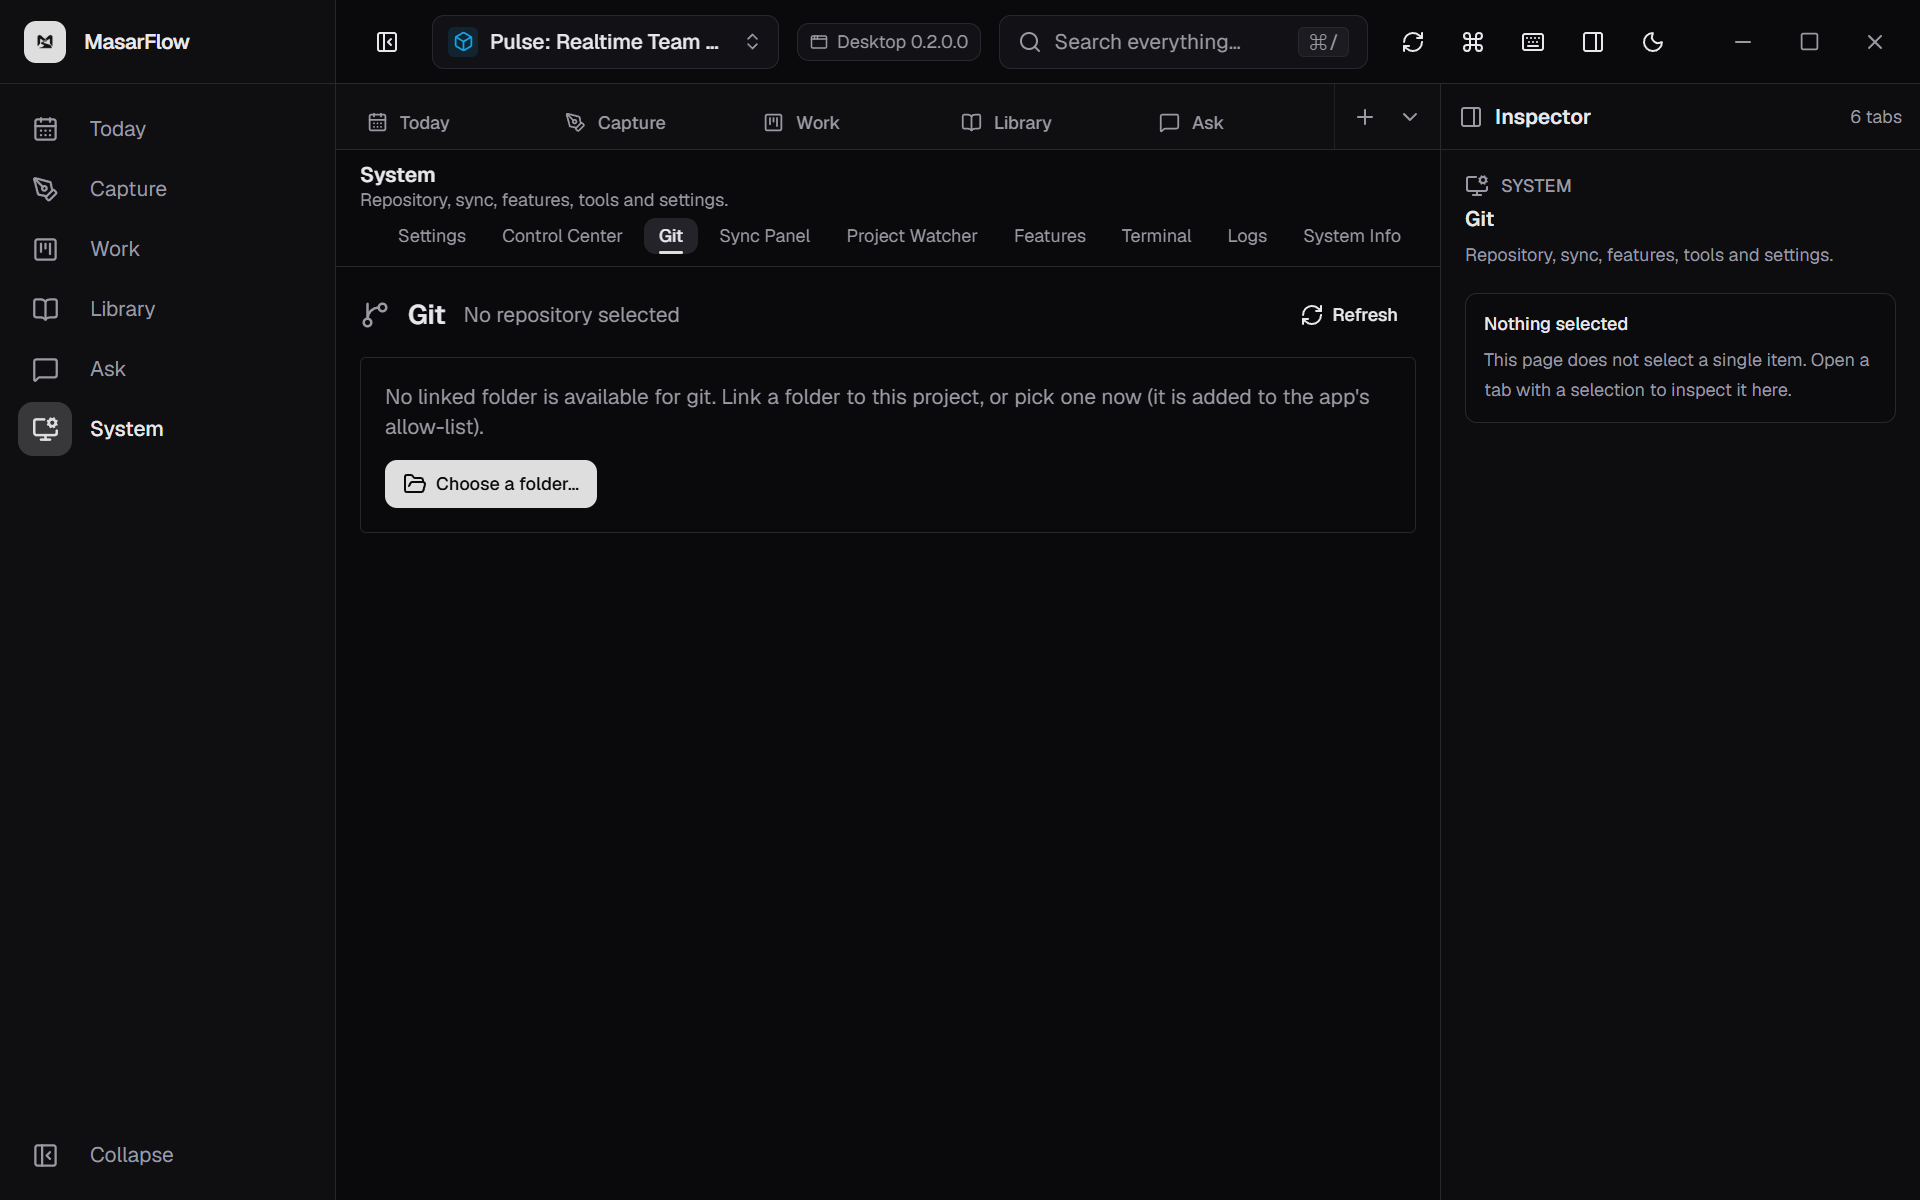 MasarFlow
Pulse: Realtime Team ...
Desktop 0.2.0.0
Search everything...
⌘/
Today
Capture
Work
Library
Ask
System
Collapse
Today
Capture
Work
Library
Ask
System
Repository, sync, features, tools and settings.
Settings
Control Center
Git
Sync Panel
Project Watcher
Features
Terminal
Logs
System Info
Git
No repository selected
Refresh
No linked folder is available for git. Link a folder to this project, or pick one now (it is added to the app's
allow-list).
Choose a folder...
Inspector
6 tabs
SYSTEM
Git
Repository, sync, features, tools and settings.
Nothing selected
This page does not select a single item. Open a
tab with a selection to inspect it here.